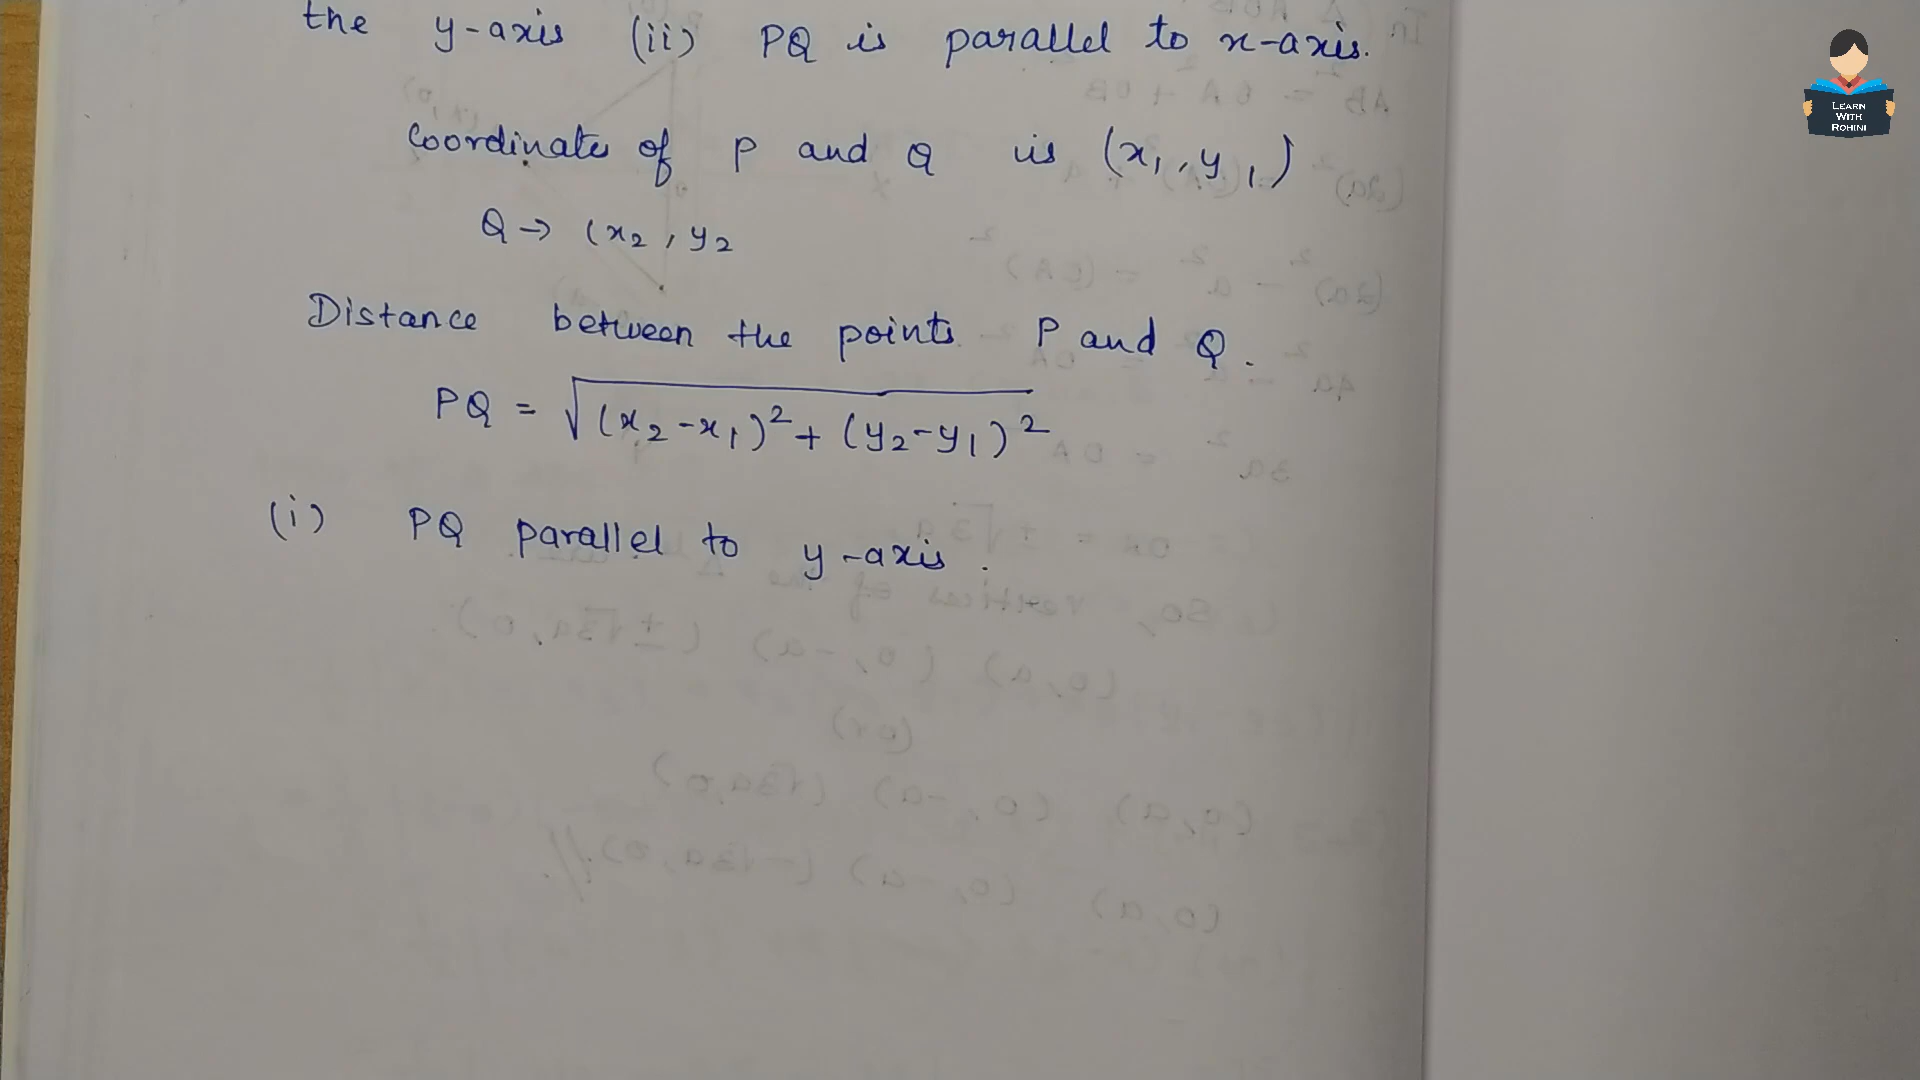 the y-axis (ii) PQ is parallel to x-axis.
Coordinate of P and Q is (x₁, y₁)
Q → (x₂, y₂
Distance between the points P and Q.
PQ = √(x₂-x₁)² + (y₂-y₁)²
(i) PQ parallel to y-axis.
LEARN
WITH
ROHINI